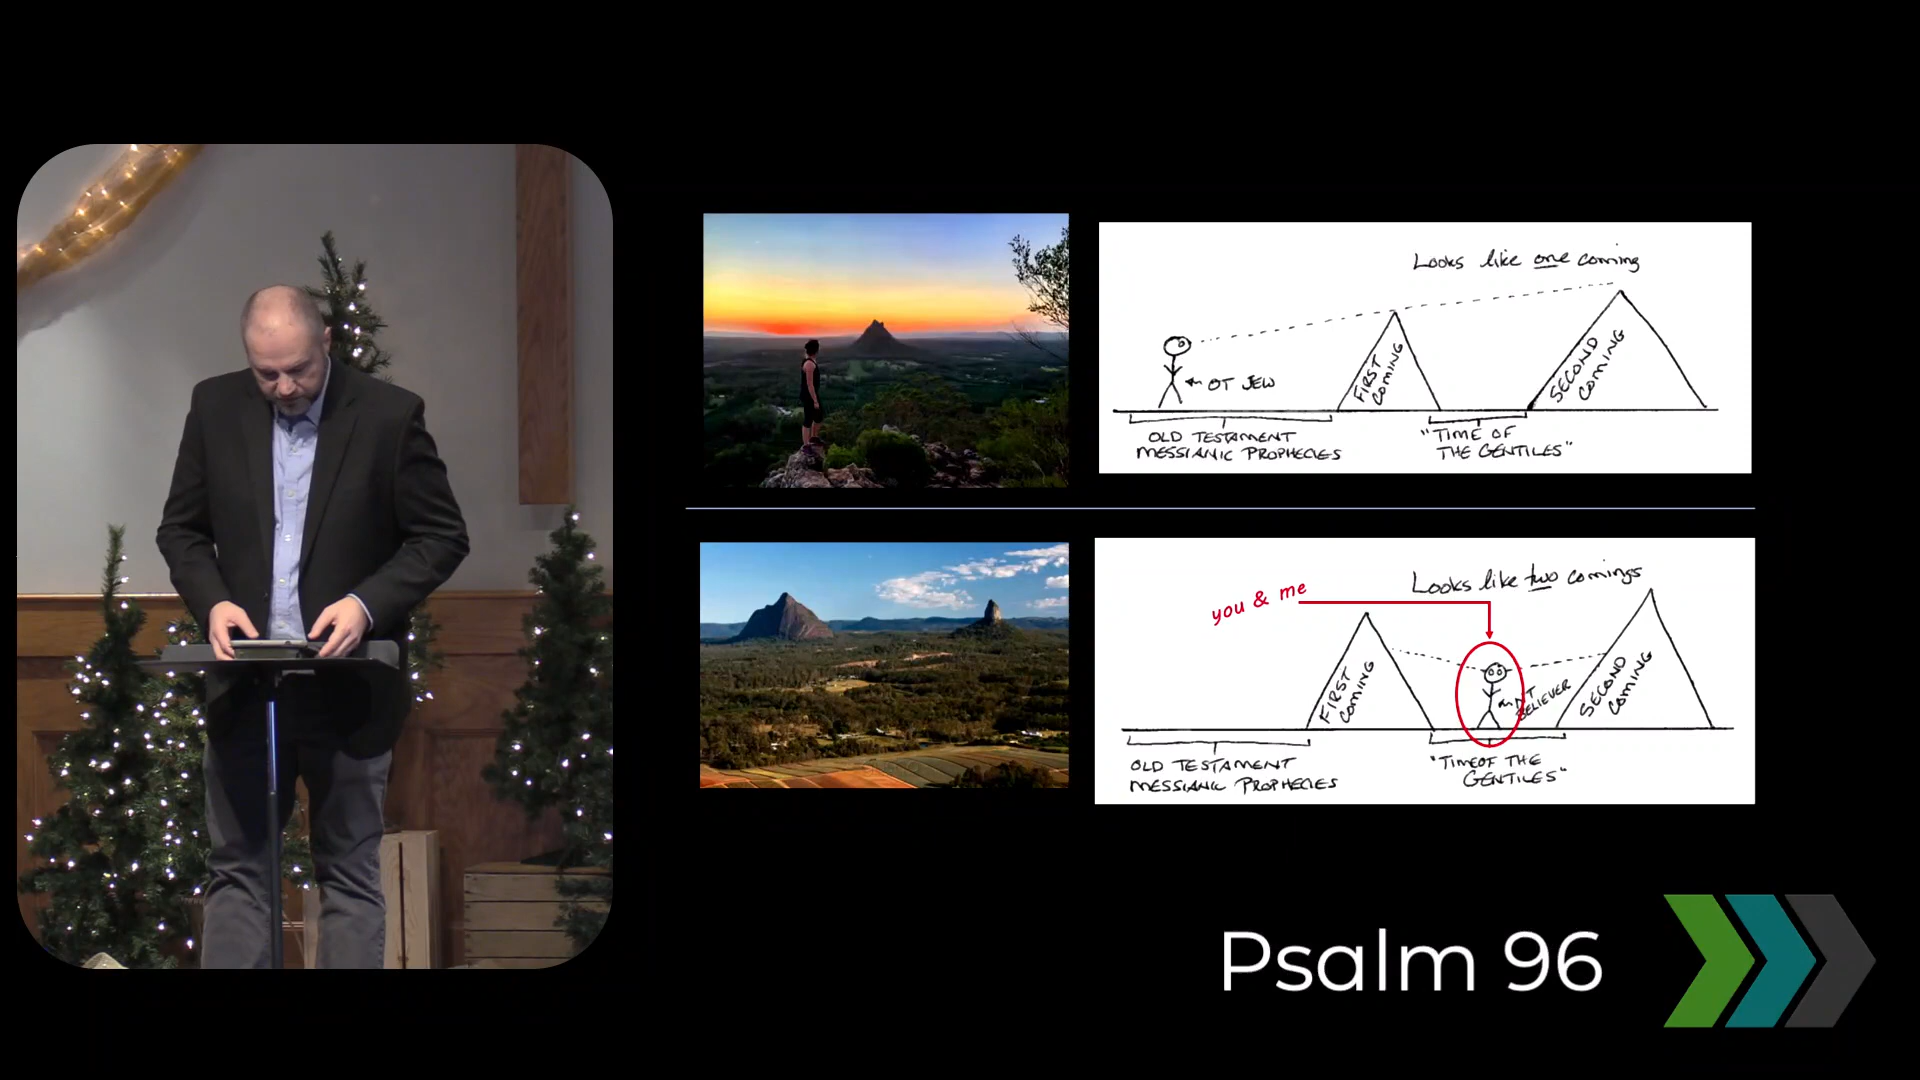 Looks like one coming
OT JEW
FIRST
COMING
SECOND
COMING
OLD TESTAMENT
MESSIANIC PROPHECIES
"TIME OF
THE GENTILES"
you & me
Looks like two comings
FIRST
COMING
NT
BELIEVER
SECOND
COMING
OLD TESTAMENT
MESSIANIC PROPHECIES
"TIME OF THE
GENTILES"
Psalm 96